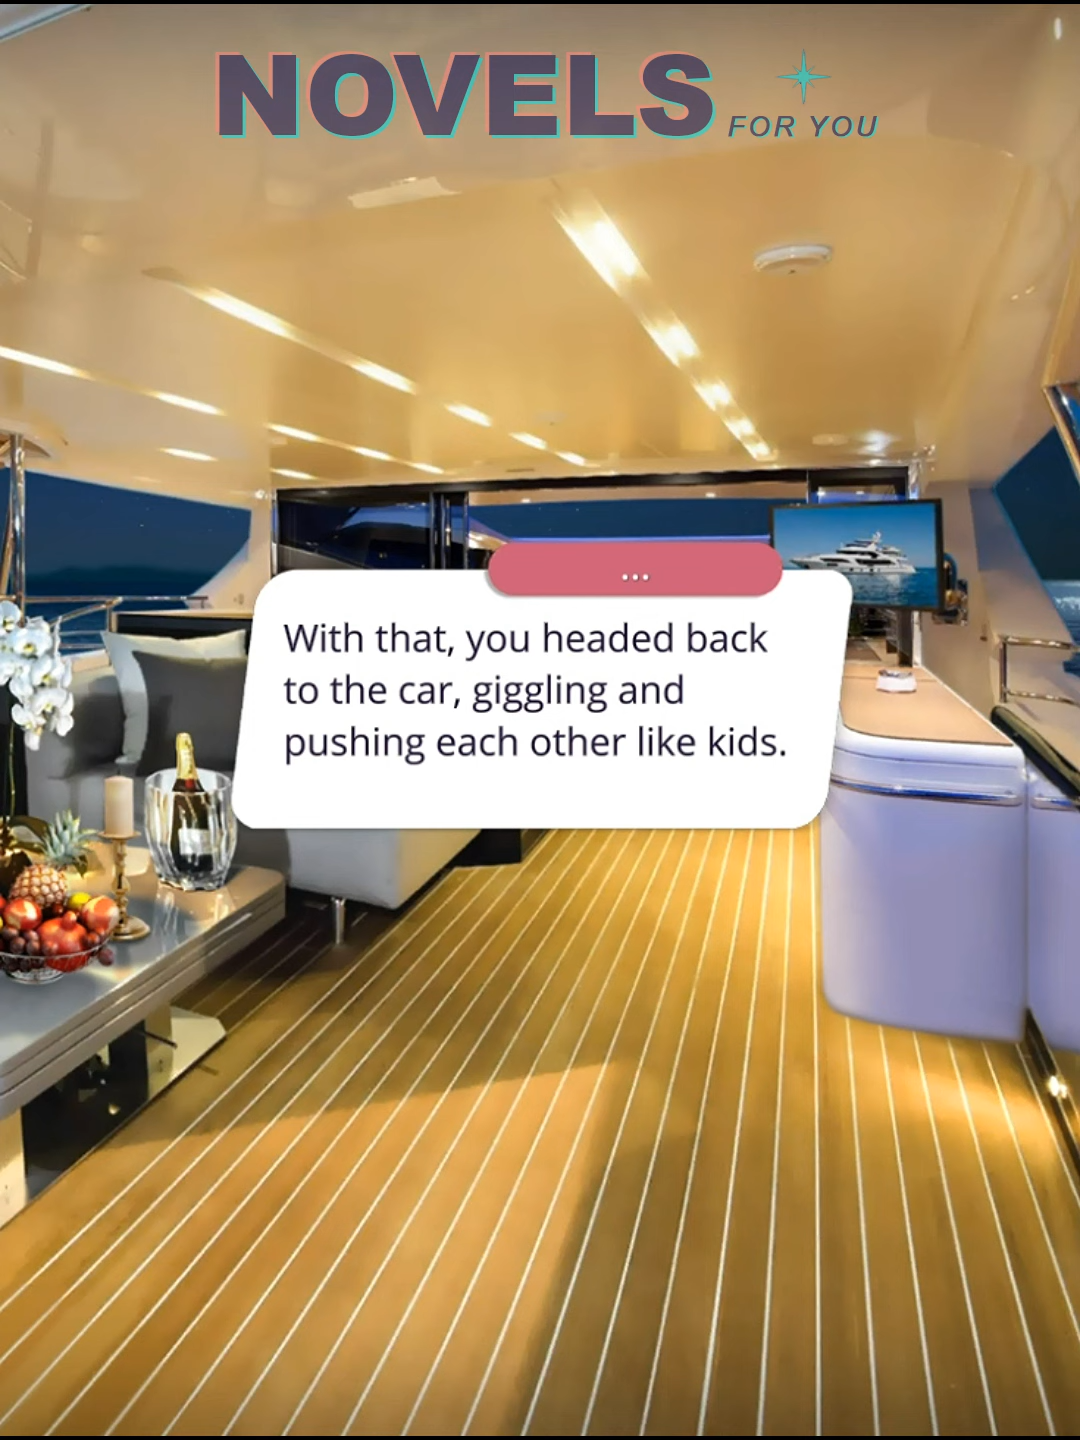 NOVELS
FOR YOU
...
With that, you headed back
to the car, giggling and
pushing each other like kids.